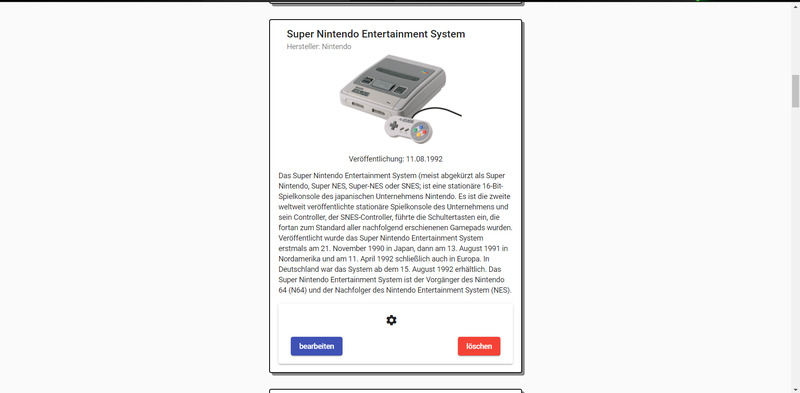 Super Nintendo Entertainment System
Hersteller: Nintendo
Veröffentlichung: 11.08.1992
Das Super Nintendo Entertainment System (meist abgekürzt als Super
Nintendo, Super NES, Super-NES oder SNES; ist eine stationäre 16-Bit-
Spielkonsole des japanischen Unternehmens Nintendo. Es ist die zweite
weltweit veröffentlichte stationäre Spielkonsole des Unternehmens und
sein Controller, der SNES-Controller, führte die Schultertasten ein, die
fortan zum Standard aller nachfolgend erschienenen Gamepads wurden.
Veröffentlicht wurde das Super Nintendo Entertainment System
erstmals am 21. November 1990 in Japan, dann am 13. August 1991 in
Nordamerika und am 11. April 1992 schließlich auch in Europa. In
Deutschland war das System ab dem 15. August 1992 erhältlich. Das
Super Nintendo Entertainment System ist der Vorgänger des Nintendo
64 (N64) und der Nachfolger des Nintendo Entertainment System (NES).
bearbeiten
löschen